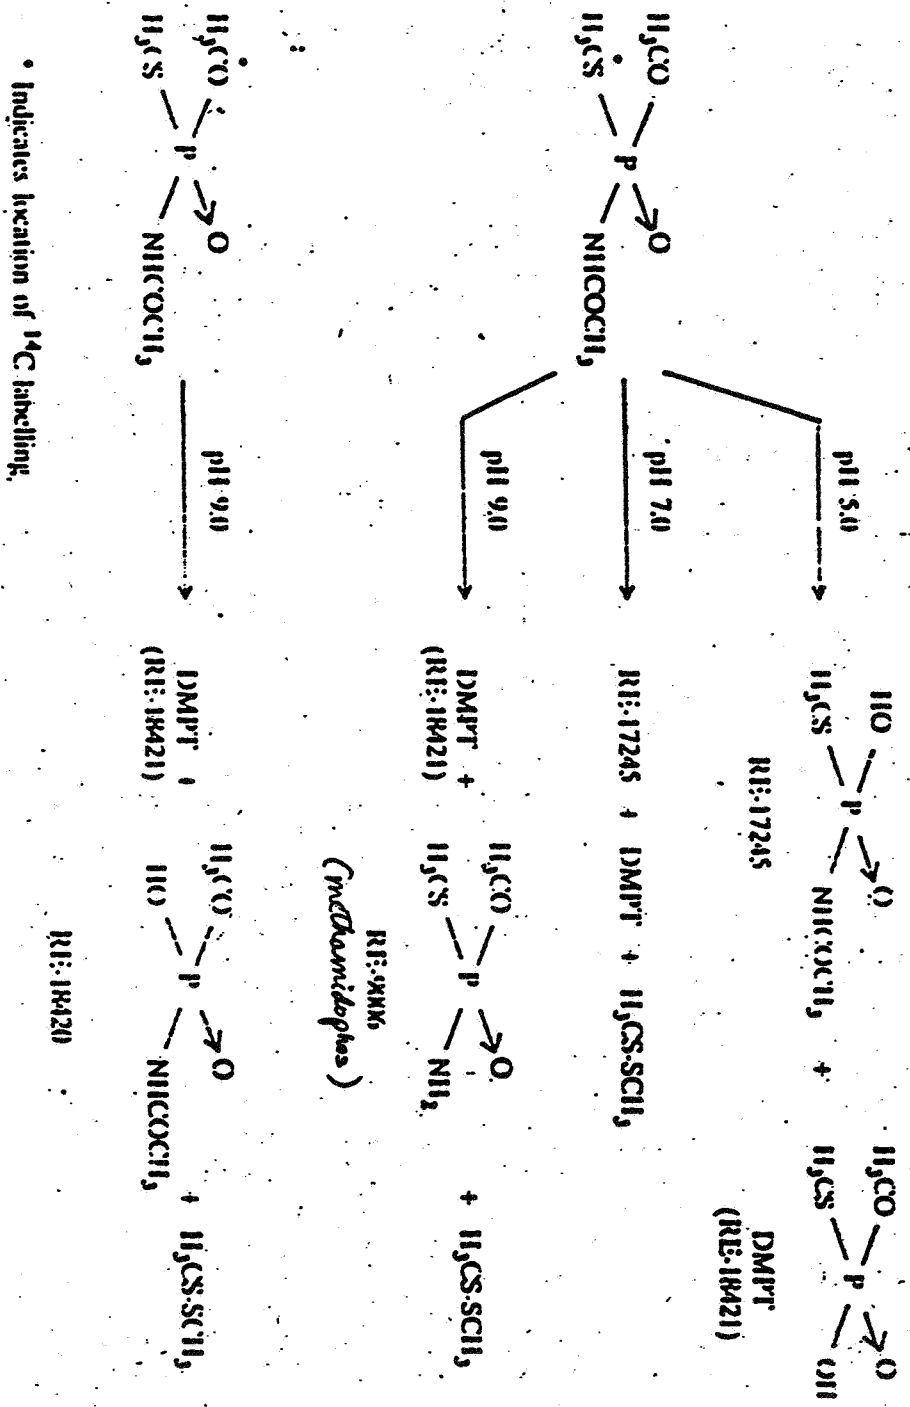 pH 5.0
HO
H₃CS
P
O
NHCOCH₃
+
H₃CO
H₃CS
P
O
OH
RE-17245
DMPT
(RE-18421)
H₃CO
H₃CS
P
O
NHCOCH₃
pH 7.0
RE-17245 + DMPT + H₃CS-SCH₃
pH 9.0
DMPT +
(RE-18421)
H₃CO
H₃CS
P
O
NH₂
+ H₃CS-SCH₃
RE-9006
(methamidophos)
H₃CO
H₃CS
P
O
NHCOCH₃
pH 9.0
DMPT +
(RE-18421)
H₃CO
HO
P
O
NHCOCH₃
+ H₃CS-SCH₃
RE-18420
• Indicates location of ¹⁴C labelling.